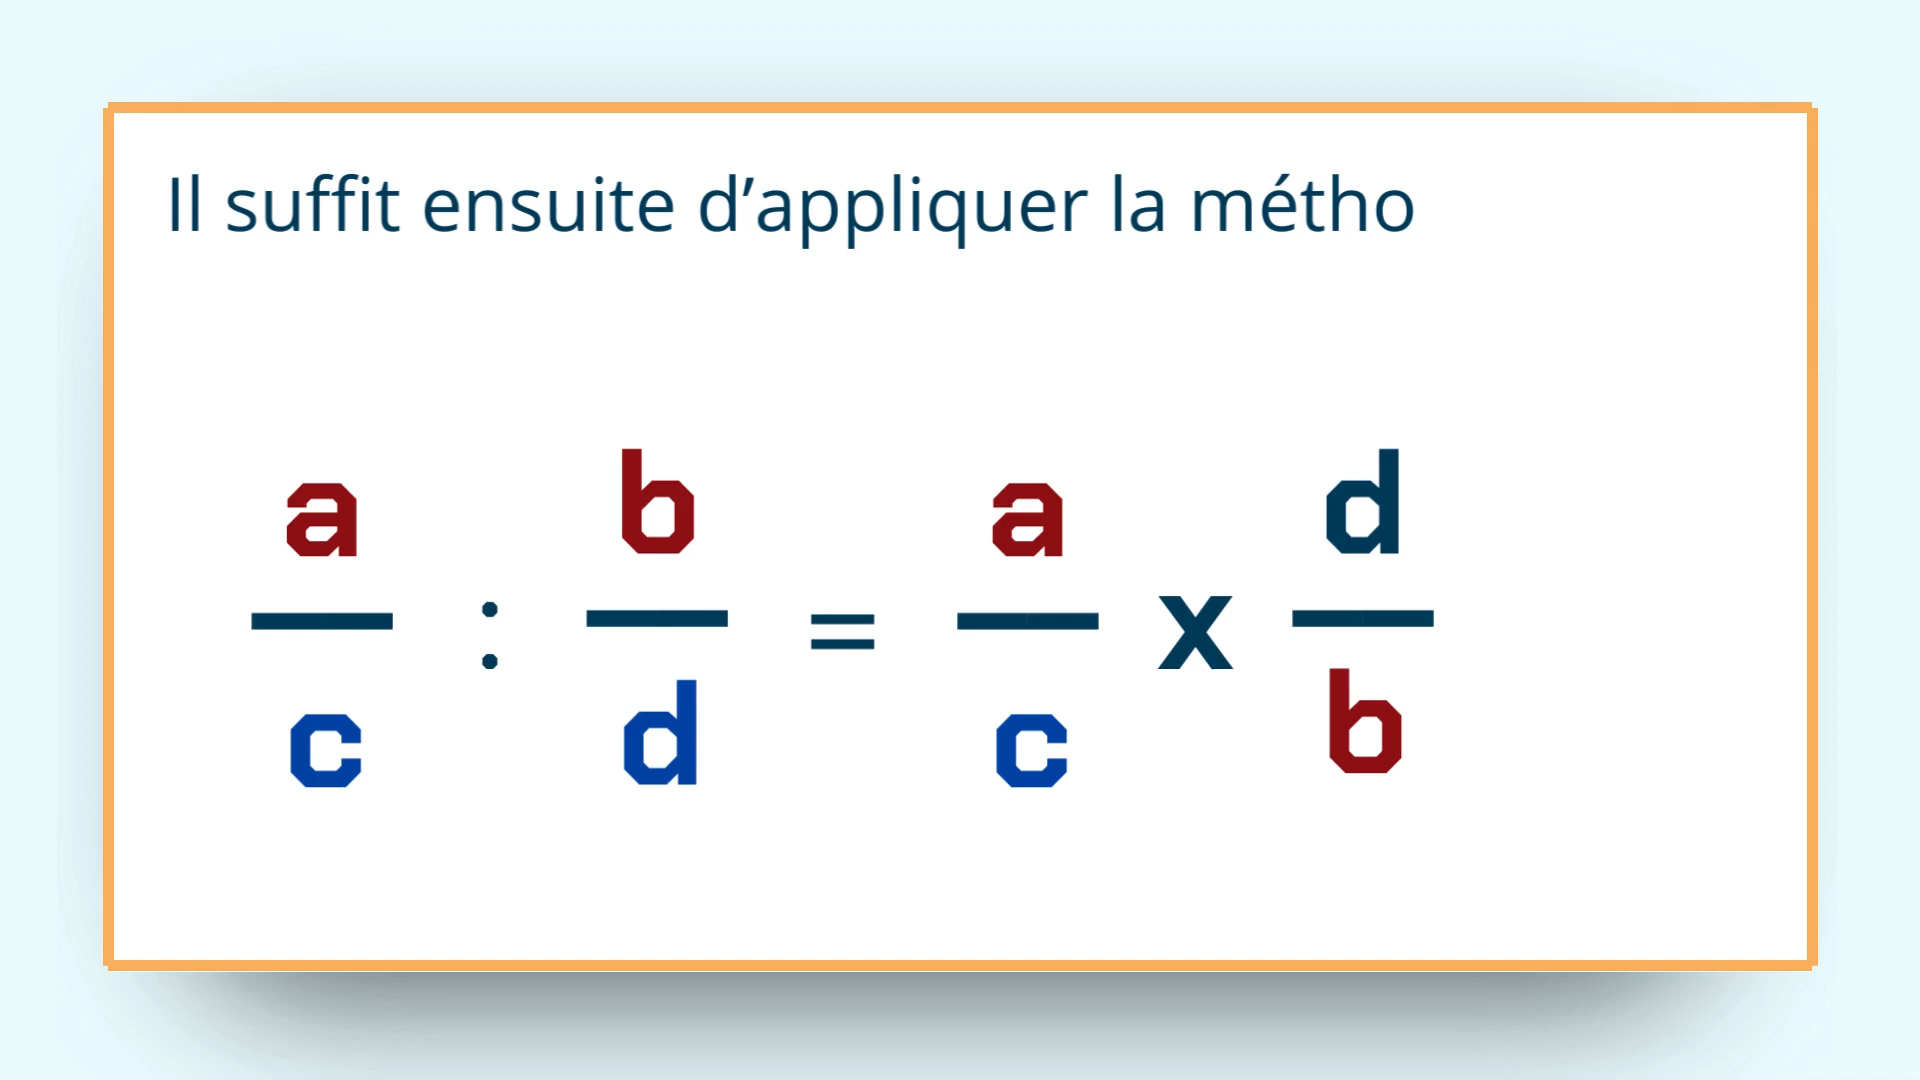 Il suffit ensuite d’appliquer la métho
a b a d
: = x
c d c b